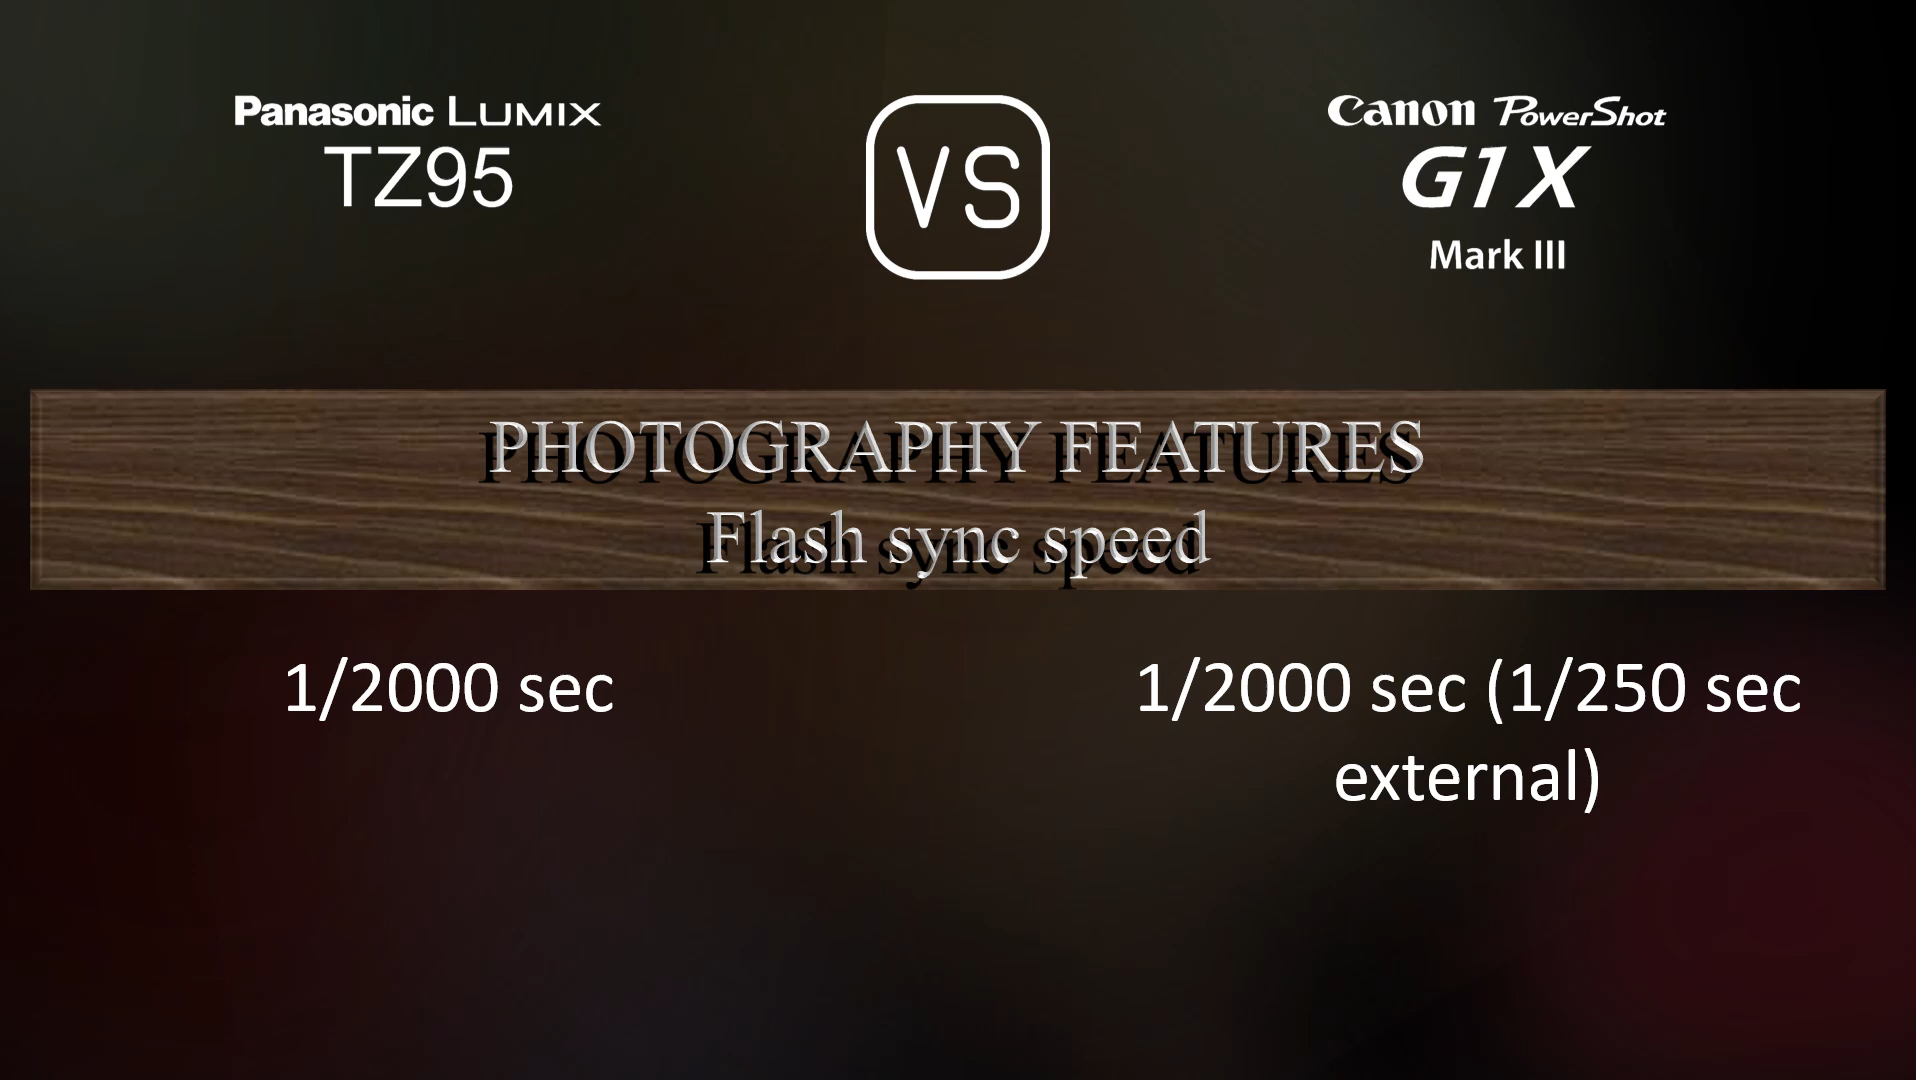 Panasonic LUMIX
TZ95
VS
Canon PowerShot
G1 X
Mark III
PHOTOGRAPHY FEATURES
Flash sync speed
1/2000 sec
1/2000 sec (1/250 sec
external)